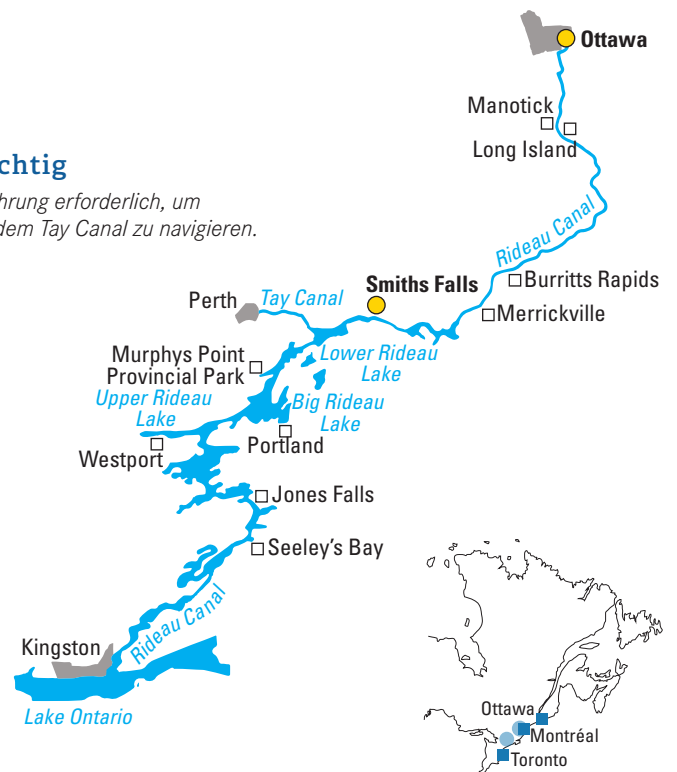 Ottawa
Manotick
Long Island
chtig
hrung erforderlich, um
dem Tay Canal zu navigieren.
Rideau Canal
Smiths Falls
Burritts Rapids
Perth
Tay Canal
Merrickville
Murphys Point
Provincial Park
Lower Rideau
Lake
Upper Rideau
Lake
Big Rideau
Lake
Portland
Westport
Jones Falls
Seeley's Bay
Rideau Canal
Kingston
Lake Ontario
Ottawa
Montréal
Toronto